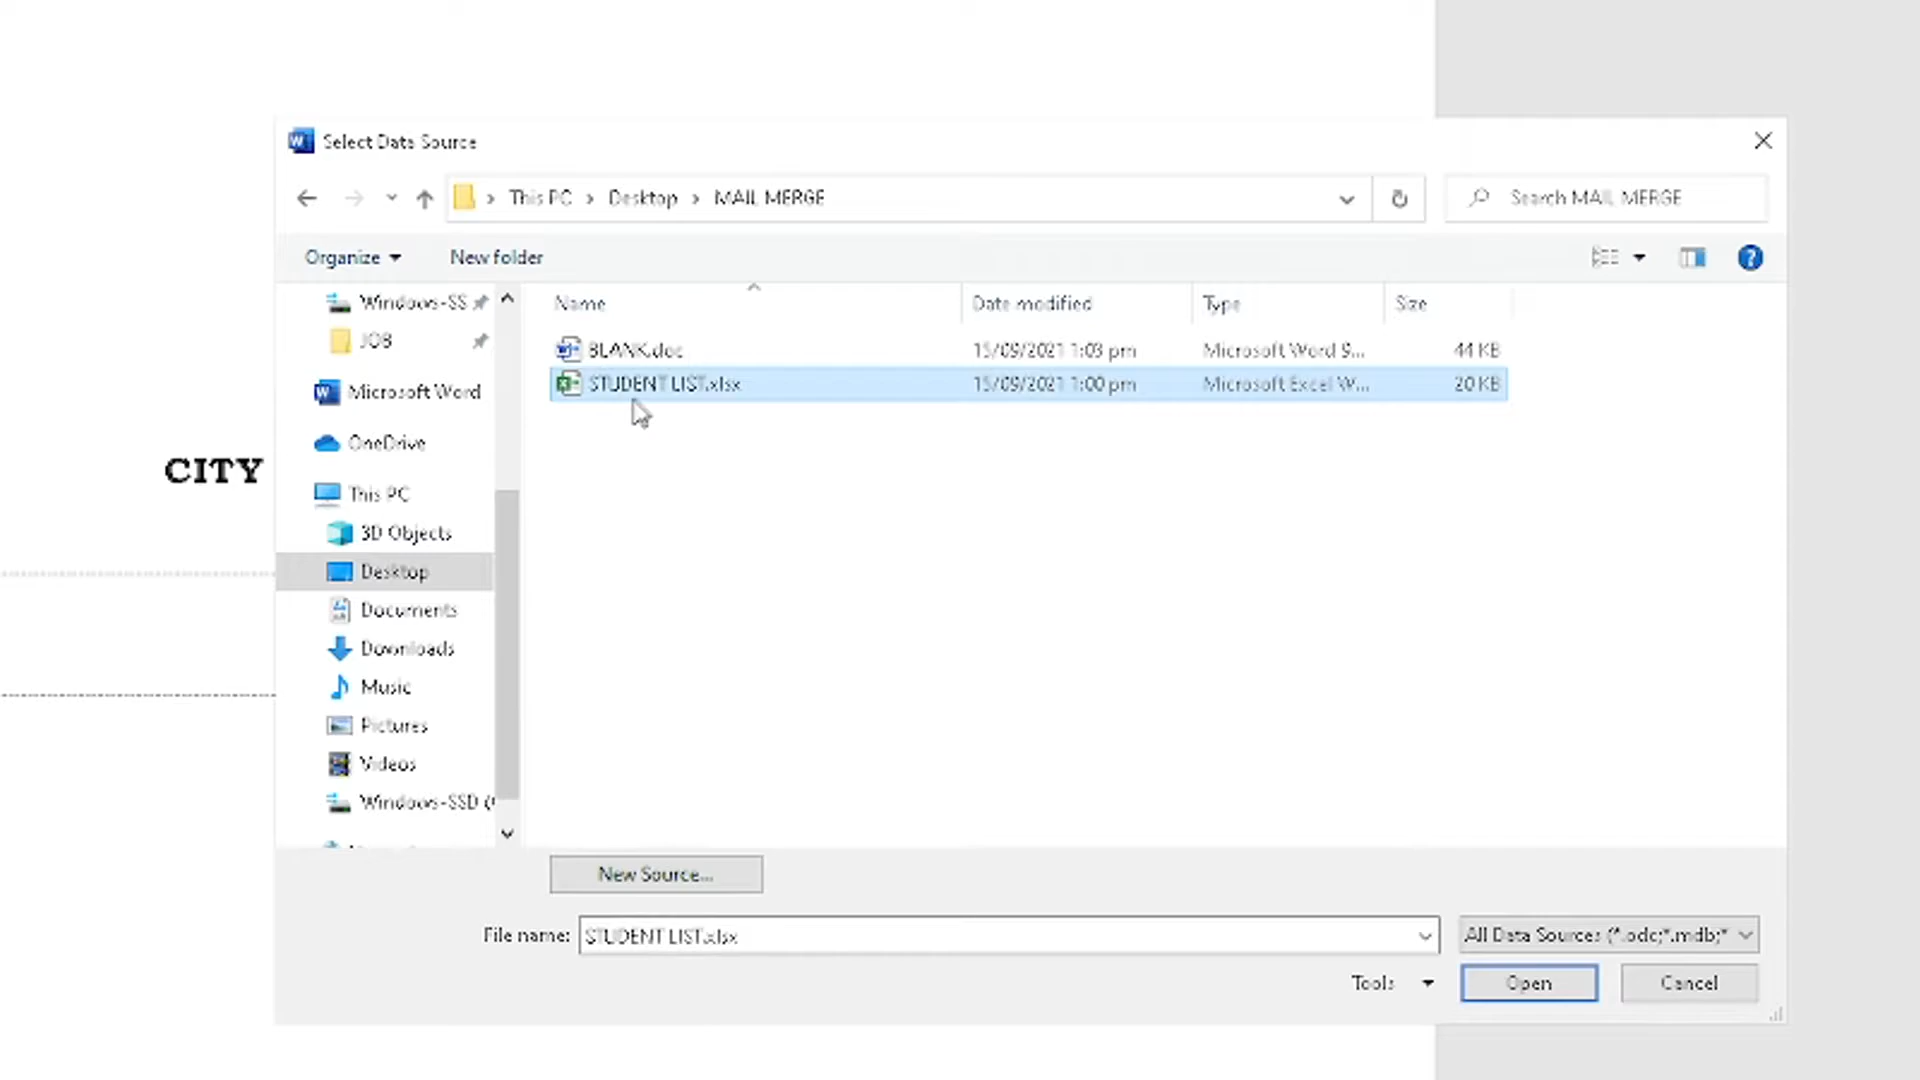 Select Data Source
This PC > Desktop > MAIL MERGE
Search MAIL MERGE
Organize
New folder
Name
Date modified
Type
Size
BLANK.doc
15/09/2021 1:03 pm
Microsoft Word 9...
44 KB
STUDENT LIST.xlsx
15/09/2021 1:00 pm
Microsoft Excel W...
20 KB
Windows-SS
JOB
Microsoft Word
OneDrive
This PC
3D Objects
Desktop
Documents
Downloads
Music
Pictures
Videos
Windows-SSD (
CITY
New Source...
File name: STUDENT LIST.xlsx
All Data Sources (*.odc;*.mdb;*
Tools
Open
Cancel